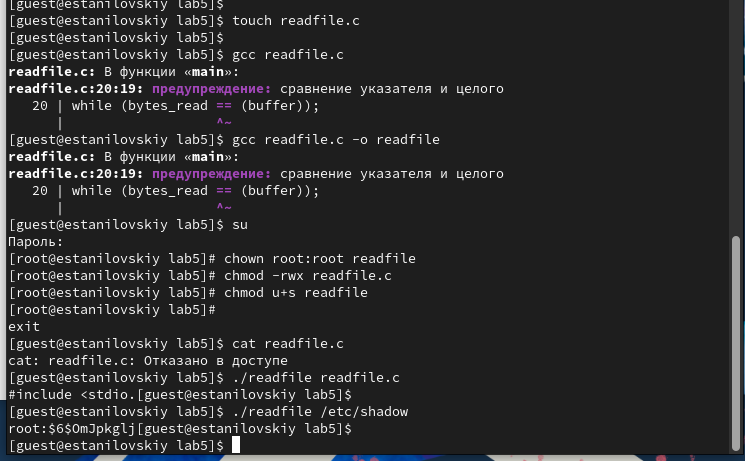 [guest@estanilovskiy lab5]$
[guest@estanilovskiy lab5]$ touch readfile.c
[guest@estanilovskiy lab5]$
[guest@estanilovskiy lab5]$ gcc readfile.c
readfile.c: В функции «main»:
readfile.c:20:19: предупреждение: сравнение указателя и целого
   20 | while (bytes_read == (buffer));
      |                   ^~
[guest@estanilovskiy lab5]$ gcc readfile.c -o readfile
readfile.c: В функции «main»:
readfile.c:20:19: предупреждение: сравнение указателя и целого
   20 | while (bytes_read == (buffer));
      |                   ^~
[guest@estanilovskiy lab5]$ su
Пароль:
[root@estanilovskiy lab5]# chown root:root readfile
[root@estanilovskiy lab5]# chmod -rwx readfile.c
[root@estanilovskiy lab5]# chmod u+s readfile
[root@estanilovskiy lab5]#
exit
[guest@estanilovskiy lab5]$ cat readfile.c
cat: readfile.c: Отказано в доступе
[guest@estanilovskiy lab5]$ ./readfile readfile.c
#include <stdio.[guest@estanilovskiy lab5]$
[guest@estanilovskiy lab5]$ ./readfile /etc/shadow
root:$6$OmJpkglj[guest@estanilovskiy lab5]$
[guest@estanilovskiy lab5]$